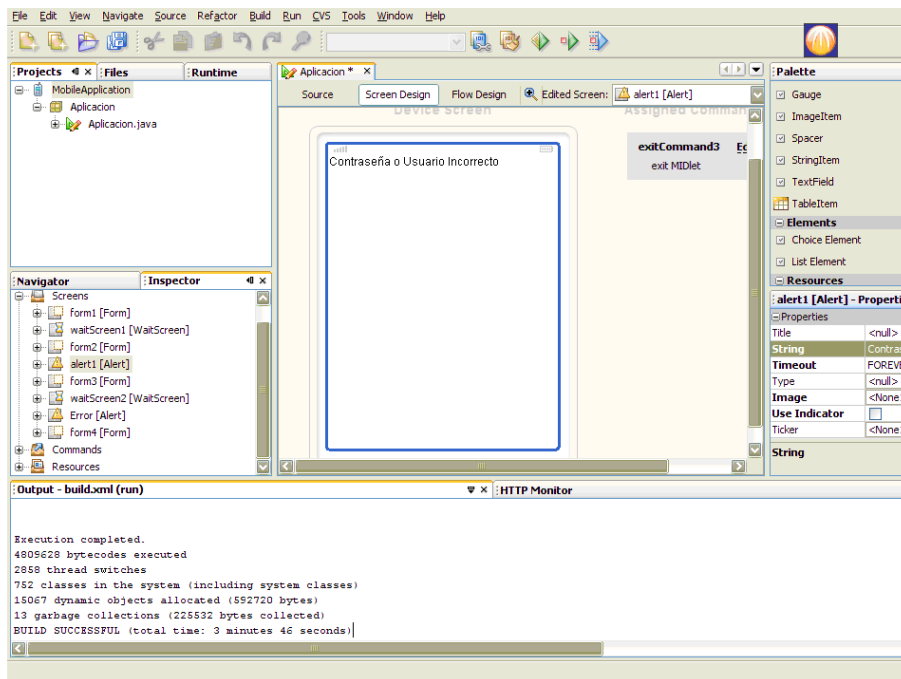 File Edit View Navigate Source Refactor Build Run CVS Tools Window Help
Projects Files Runtime
MobileApplication
Aplicacion
Aplicacion.java
Aplicacion *
Source Screen Design Flow Design Edited Screen: alert1 [Alert]
Device Screen Assigned Comman
Contraseña o Usuario Incorrecto
exitCommand3
exit MIDlet
Palette
Gauge
ImageItem
Spacer
StringItem
TextField
TableItem
Elements
Choice Element
List Element
Resources
Navigator Inspector
Screens
form1 [Form]
waitScreen1 [WaitScreen]
form2 [Form]
alert1 [Alert]
form3 [Form]
waitScreen2 [WaitScreen]
Error [Alert]
form4 [Form]
Commands
Resources
alert1 [Alert] - Properti
Properties
Title <null>
String Contras
Timeout FOREVE
Type <null>
Image <None>
Use Indicator
Ticker <None>
String
Output - build.xml (run) HTTP Monitor
Execution completed.
4809628 bytecodes executed
2858 thread switches
752 classes in the system (including system classes)
15067 dynamic objects allocated (592720 bytes)
13 garbage collections (225532 bytes collected)
BUILD SUCCESSFUL (total time: 3 minutes 46 seconds)